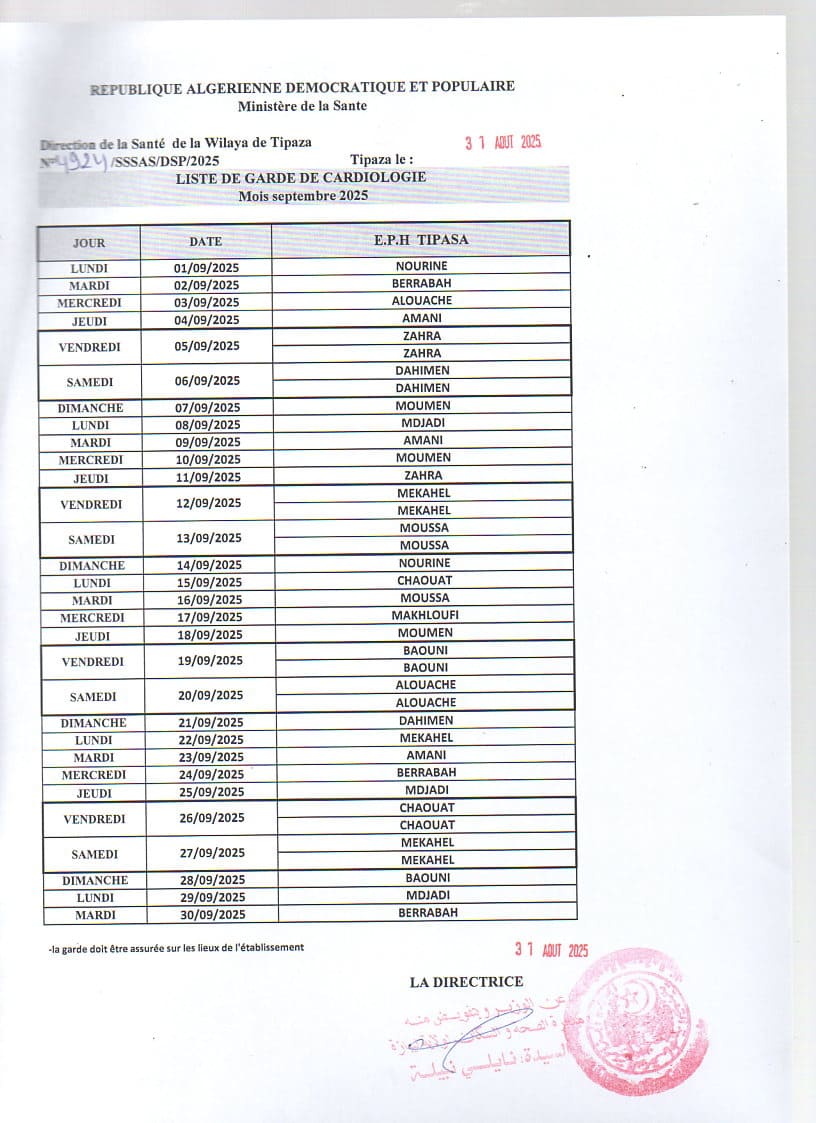 REPUBLIQUE ALGERIENNE DEMOCRATIQUE ET POPULAIRE
Ministère de la Sante
Direction de la Santé de la Wilaya de Tipaza
31 AOUT 2025
N° 4924/SSSAS/DSP/2025 Tipaza le :
LISTE DE GARDE DE CARDIOLOGIE
Mois septembre 2025
JOUR DATE E.P.H TIPASA
LUNDI 01/09/2025 NOURINE
MARDI 02/09/2025 BERRABAH
MERCREDI 03/09/2025 ALOUACHE
JEUDI 04/09/2025 AMANI
VENDREDI 05/09/2025 ZAHRA
ZAHRA
SAMEDI 06/09/2025 DAHIMEN
DAHIMEN
DIMANCHE 07/09/2025 MOUMEN
LUNDI 08/09/2025 MDJADI
MARDI 09/09/2025 AMANI
MERCREDI 10/09/2025 MOUMEN
JEUDI 11/09/2025 ZAHRA
VENDREDI 12/09/2025 MEKAHEL
MEKAHEL
SAMEDI 13/09/2025 MOUSSA
MOUSSA
DIMANCHE 14/09/2025 NOURINE
LUNDI 15/09/2025 CHAOUAT
MARDI 16/09/2025 MOUSSA
MERCREDI 17/09/2025 MAKHLOUFI
JEUDI 18/09/2025 MOUMEN
VENDREDI 19/09/2025 BAOUNI
BAOUNI
SAMEDI 20/09/2025 ALOUACHE
ALOUACHE
DIMANCHE 21/09/2025 DAHIMEN
LUNDI 22/09/2025 MEKAHEL
MARDI 23/09/2025 AMANI
MERCREDI 24/09/2025 BERRABAH
JEUDI 25/09/2025 MDJADI
VENDREDI 26/09/2025 CHAOUAT
CHAOUAT
SAMEDI 27/09/2025 MEKAHEL
MEKAHEL
DIMANCHE 28/09/2025 BAOUNI
LUNDI 29/09/2025 MDJADI
MARDI 30/09/2025 BERRABAH
-la garde doit être assurée sur les lieux de l'établissement
31 AOUT 2025
LA DIRECTRICE
عن الوزير و بتفويض منه
الصحة و السكان
السيدة: نايلي نبيلة